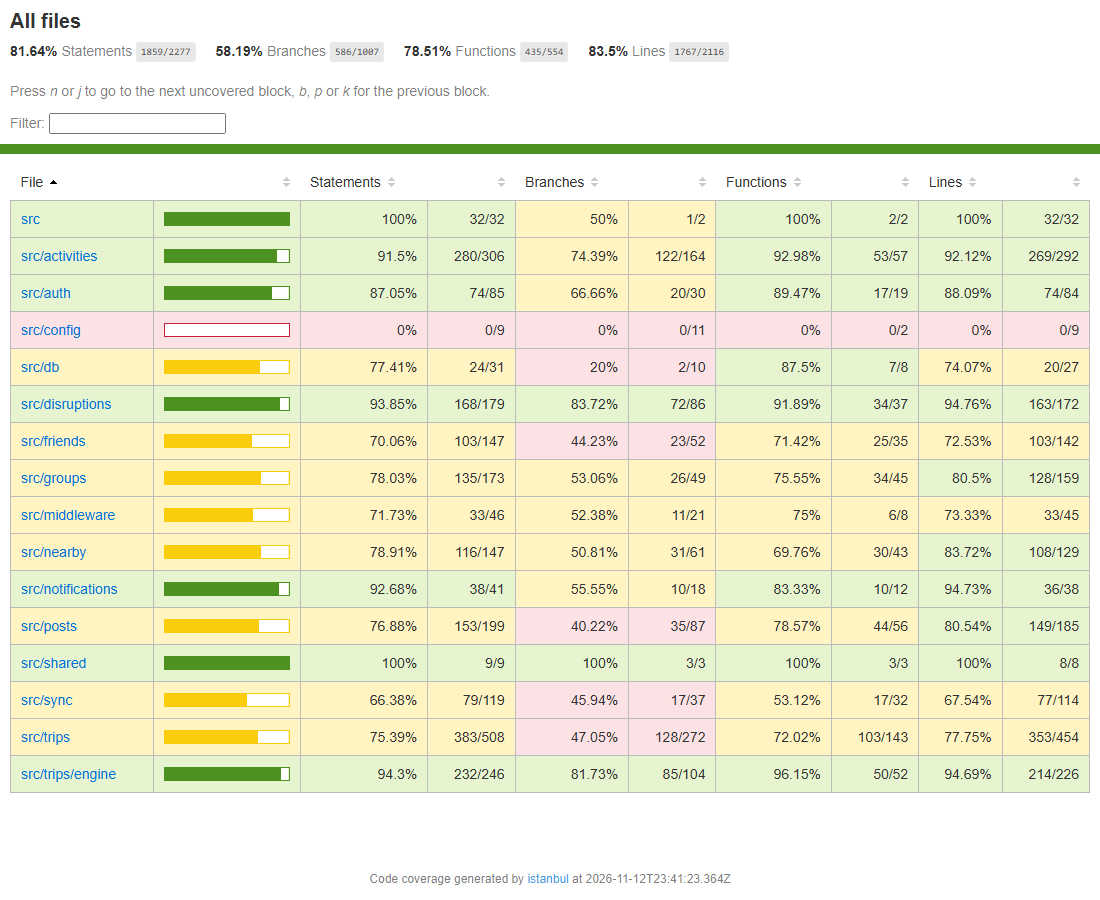 All files
81.64% Statements 1859/2277 58.19% Branches 586/1007 78.51% Functions 435/554 83.5% Lines 1767/2116
Press n or j to go to the next uncovered block, b, p or k for the previous block.
Filter:
File Statements Branches Functions Lines
src 100% 32/32 50% 1/2 100% 2/2 100% 32/32
src/activities 91.5% 280/306 74.39% 122/164 92.98% 53/57 92.12% 269/292
src/auth 87.05% 74/85 66.66% 20/30 89.47% 17/19 88.09% 74/84
src/config 0% 0/9 0% 0/11 0% 0/2 0% 0/9
src/db 77.41% 24/31 20% 2/10 87.5% 7/8 74.07% 20/27
src/disruptions 93.85% 168/179 83.72% 72/86 91.89% 34/37 94.76% 163/172
src/friends 70.06% 103/147 44.23% 23/52 71.42% 25/35 72.53% 103/142
src/groups 78.03% 135/173 53.06% 26/49 75.55% 34/45 80.5% 128/159
src/middleware 71.73% 33/46 52.38% 11/21 75% 6/8 73.33% 33/45
src/nearby 78.91% 116/147 50.81% 31/61 69.76% 30/43 83.72% 108/129
src/notifications 92.68% 38/41 55.55% 10/18 83.33% 10/12 94.73% 36/38
src/posts 76.88% 153/199 40.22% 35/87 78.57% 44/56 80.54% 149/185
src/shared 100% 9/9 100% 3/3 100% 3/3 100% 8/8
src/sync 66.38% 79/119 45.94% 17/37 53.12% 17/32 67.54% 77/114
src/trips 75.39% 383/508 47.05% 128/272 72.02% 103/143 77.75% 353/454
src/trips/engine 94.3% 232/246 81.73% 85/104 96.15% 50/52 94.69% 214/226
Code coverage generated by istanbul at 2026-11-12T23:41:23.364Z